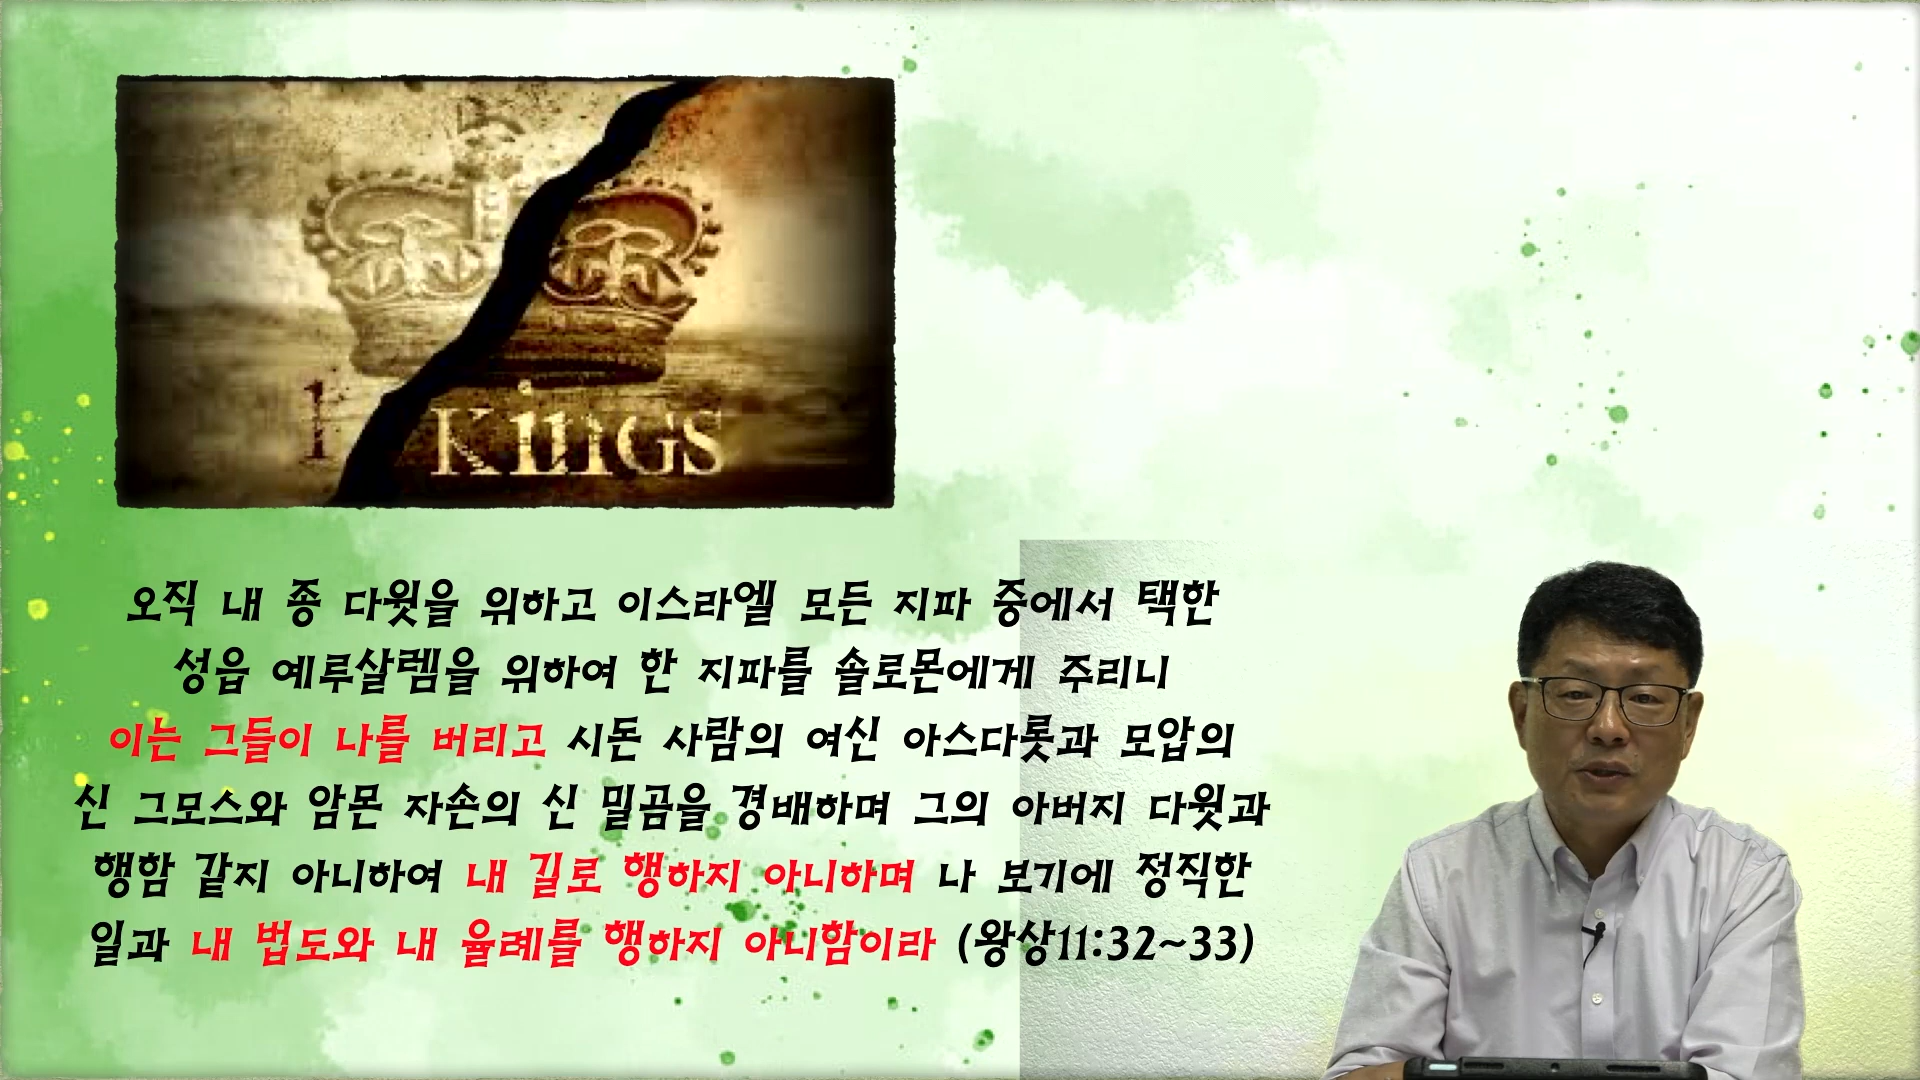 1 Kings
오직 내 종 다윗을 위하고 이스라엘 모든 지파 중에서 택한
성읍 예루살렘을 위하여 한 지파를 솔로몬에게 주리니
이는 그들이 나를 버리고 시돈 사람의 여신 아스다롯과 모압의
신 그모스와 암몬 자손의 신 밀곰을 경배하며 그의 아버지 다윗과
행함 같지 아니하여 내 길로 행하지 아니하며 나 보기에 정직한
일과 내 법도와 내 율례를 행하지 아니함이라 (왕상11:32~33)